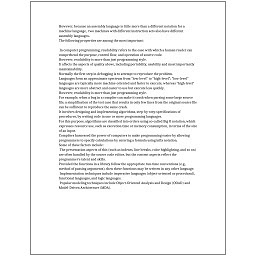 However, because an assembly language is little more than a different notation for a
machine language, two machines with different instruction sets also have different
assembly languages.
The following properties are among the most important.
In computer programming, readability refers to the ease with which a human reader can
comprehend the purpose, control flow, and operation of source code.
However, readability is more than just programming style.
It affects the aspects of quality above, including portability, usability and most importantly
maintainability.
Normally the first step in debugging is to attempt to reproduce the problem.
Languages form an approximate spectrum from "low-level" to "high-level"; "low-level"
languages are typically more machine-oriented and faster to execute, whereas "high-level"
languages are more abstract and easier to use but execute less quickly.
However, readability is more than just programming style.
For example, when a bug in a compiler can make it crash when parsing some large source
file, a simplification of the test case that results in only few lines from the original source file
can be sufficient to reproduce the same crash.
It involves designing and implementing algorithms, step-by-step specifications of
procedures, by writing code in one or more programming languages.
For this purpose, algorithms are classified into orders using so-called Big O notation, which
expresses resource use, such as execution time or memory consumption, in terms of the size
of an input.
Compilers harnessed the power of computers to make programming easier by allowing
programmers to specify calculations by entering a formula using infix notation.
Some of these factors include:
The presentation aspects of this (such as indents, line breaks, color highlighting, and so on)
are often handled by the source code editor, but the content aspects reflect the
programmer's talent and skills.
Provided the functions in a library follow the appropriate run-time conventions (e.g.,
method of passing arguments), then these functions may be written in any other language.
Implementation techniques include imperative languages (object-oriented or procedural),
functional languages, and logic languages.
Popular modeling techniques include Object-Oriented Analysis and Design (OOAD) and
Model-Driven Architecture (MDA).